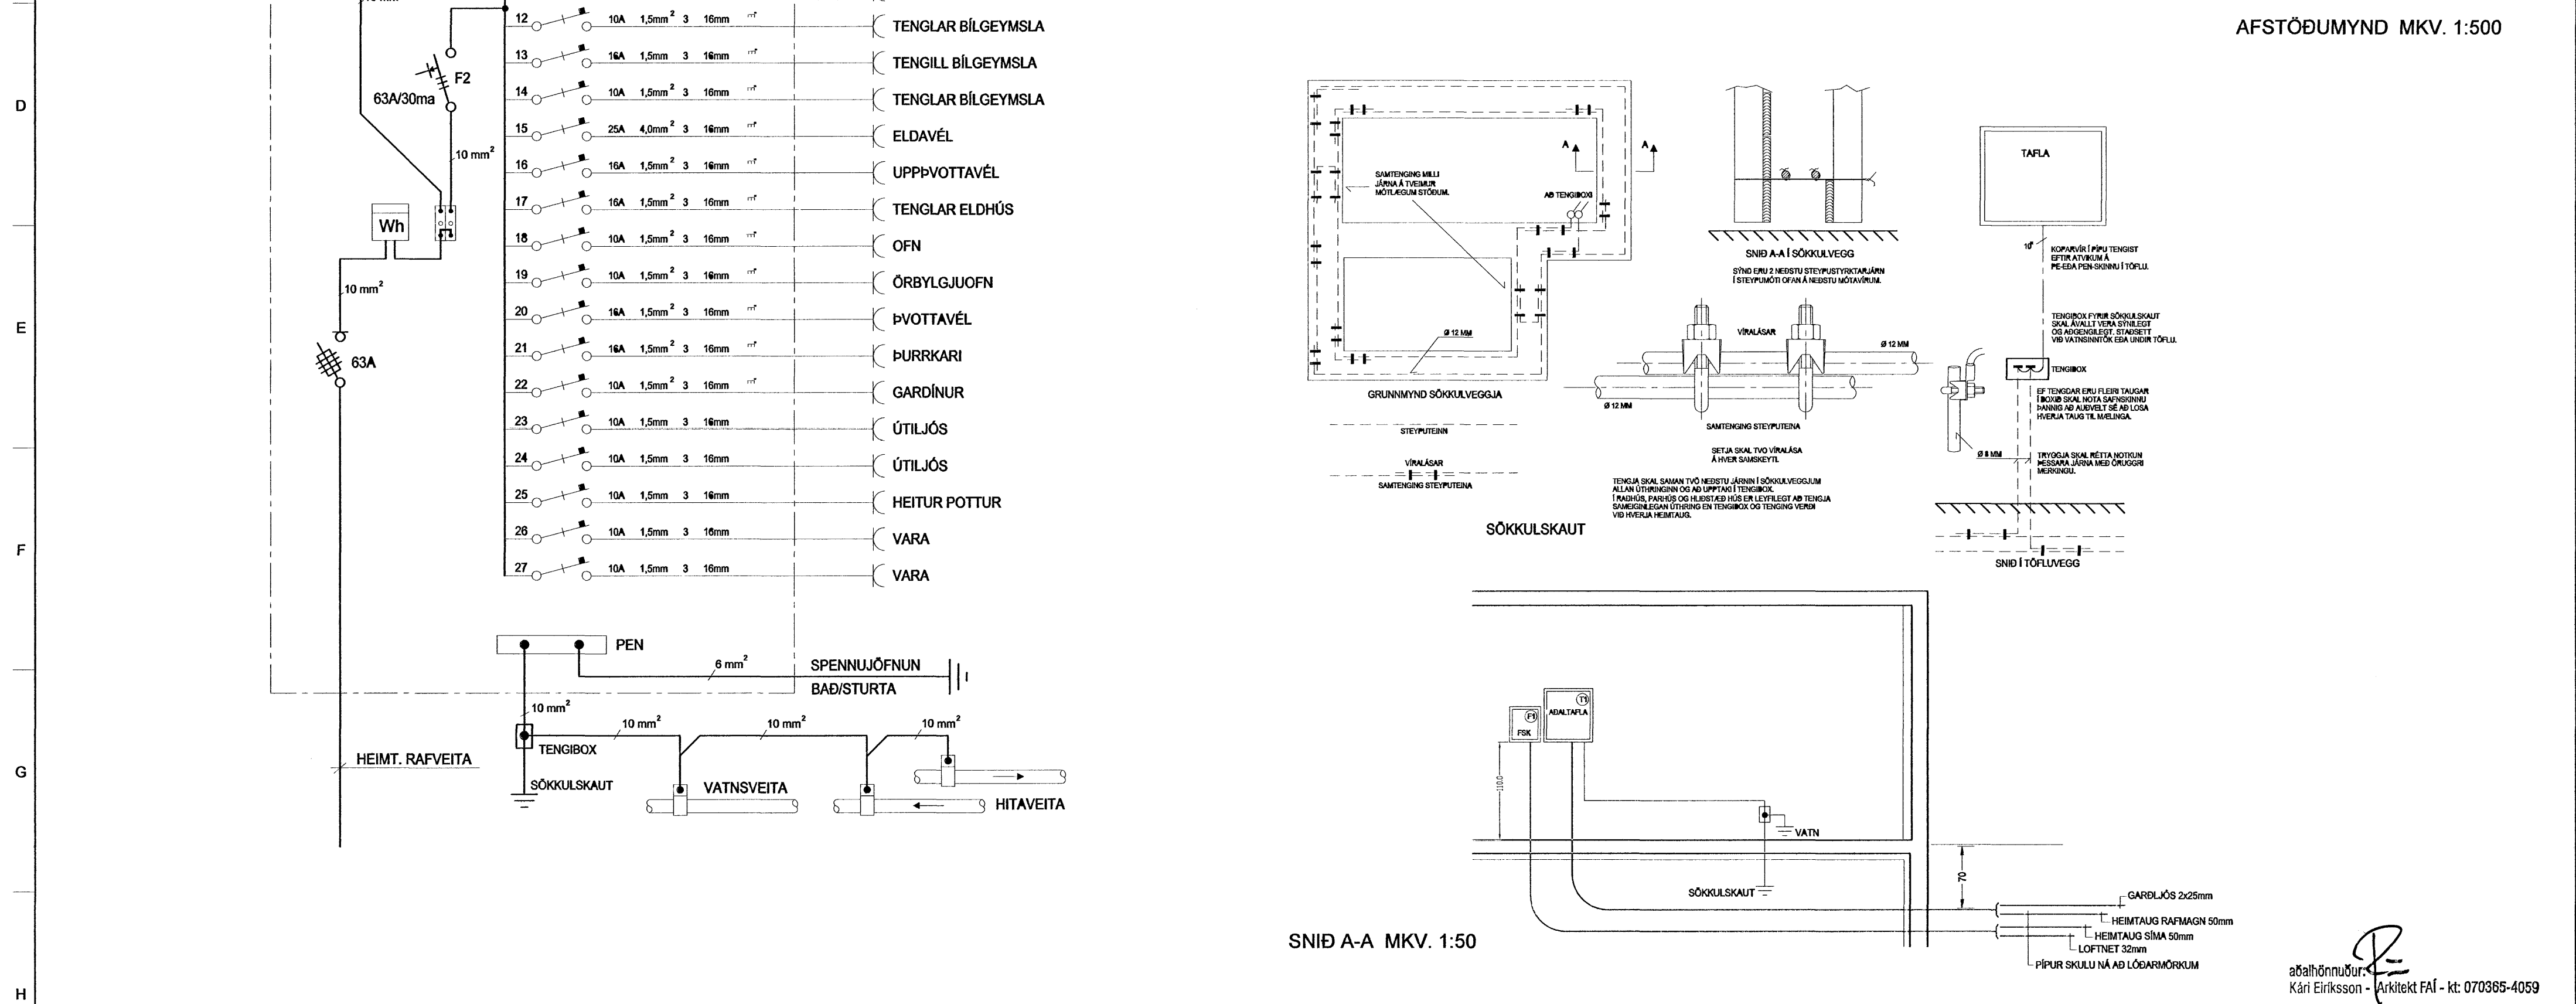 D
E
F
G
H
F2
63A/30ma
10 mm²
Wh
10 mm²
63A
HEIMT. RAFVEITA
12 10A 1,5mm² 3 16mm TENGLAR BÍLGEYMSLA
13 16A 1,5mm 3 16mm TENGILL BÍLGEYMSLA
14 10A 1,5mm² 3 16mm TENGLAR BÍLGEYMSLA
15 25A 4,0mm² 3 16mm ELDAVÉL
16 16A 1,5mm² 3 16mm UPPÞVOTTAVÉL
17 16A 1,5mm² 3 16mm TENGLAR ELDHÚS
18 10A 1,5mm² 3 16mm OFN
19 10A 1,5mm² 3 16mm ÖRBYLGJUOFN
20 16A 1,5mm² 3 16mm ÞVOTTAVÉL
21 16A 1,5mm² 3 16mm ÞURRKARI
22 10A 1,5mm² 3 16mm GARDÍNUR
23 10A 1,5mm 3 16mm ÚTILJÓS
24 10A 1,5mm 3 16mm ÚTILJÓS
25 10A 1,5mm 3 16mm HEITUR POTTUR
26 10A 1,5mm 3 16mm VARA
27 10A 1,5mm 3 16mm VARA
PEN
6 mm²
SPENNUJÖFNUN
BAÐ/STURTA
10 mm²
10 mm²
10 mm²
10 mm²
TENGIBOX
SÖKKULSKAUT
VATNSVEITA
HITAVEITA
AFSTÖÐUMYND MKV. 1:500
SAMTENGING MILLI
JÁRNA Á TVEIMUR
MÓTLÆGUM STÖÐUM.
A
A
AÐ TENGIBOXI
Ø 12 MM
GRUNNMYND SÖKKULVEGGJA
STEYPUTEINN
VÍRALÁSAR
SAMTENGING STEYPUTEINA
SNIÐ A-A Í SÖKKULVEGG
SÝND ERU 2 NEÐSTU STEYPUSTYRKTARJÁRN
Í STEYPUMÓTI OFAN Á NEÐSTU MÓTAVÍRUM.
VÍRALÁSAR
Ø 12 MM
Ø 12 MM
SAMTENGING STEYPUTEINA
SETJA SKAL TVO VÍRALÁSA
Á HVER SAMSKEYTI.
TENGJA SKAL SAMAN TVÖ NEÐSTU JÁRNIN Í SÖKKULVEGGJUM
ALLAN ÚTHRINGINN OG AÐ UPPTAKI Í TENGIBOX.
Í RAÐHÚS, PARHÚS OG HLIÐSTÆÐ HÚS ER LEYFILEGT AÐ TENGJA
SAMEIGINLEGAN ÚTHRING EN TENGIBOX OG TENGING VERÐI
VIÐ HVERJA HEIMTAUG.
SÖKKULSKAUT
TAFLA
KOPARVÍR Í PÍPU TENGIST
EFTIR ATVIKUM Á
PE-EÐA PEN-SKINNU Í TÖFLU.
TENGIBOX FYRIR SÖKKULSKAUT
SKAL ÁVALLT VERA SÝNILEGT
OG AÐGENGILEGT. STAÐSETT
VIÐ VATNSINNTÖK EÐA UNDIR TÖFLU.
TENGIBOX
EF TENGDAR ERU FLEIRI TAUGAR
Í BOXIÐ SKAL NOTA SAFNSKINNU
ÞANNIG AÐ AUÐVELT SÉ AÐ LOSA
HVERJA TAUG TIL MÆLINGA.
Ø 8 MM
TRYGGJA SKAL RÉTTA NOTKUN
ÞESSARA JÁRNA MEÐ ÖRUGGRI
MERKINGU.
SNIÐ Í TÖFLUVEGG
F1
FSK
T1
AÐALTAFLA
110.0
VATN
SÖKKULSKAUT
70
GARÐLJÓS 2x25mm
HEIMTAUG RAFMAGN 50mm
HEIMTAUG SÍMA 50mm
LOFTNET 32mm
PÍPUR SKULU NÁ AÐ LÓÐARMÖRKUM
SNIÐ A-A MKV. 1:50
aðalhönnuður:
Kári Eiríksson - Arkitekt FAÍ - kt: 070365-4059